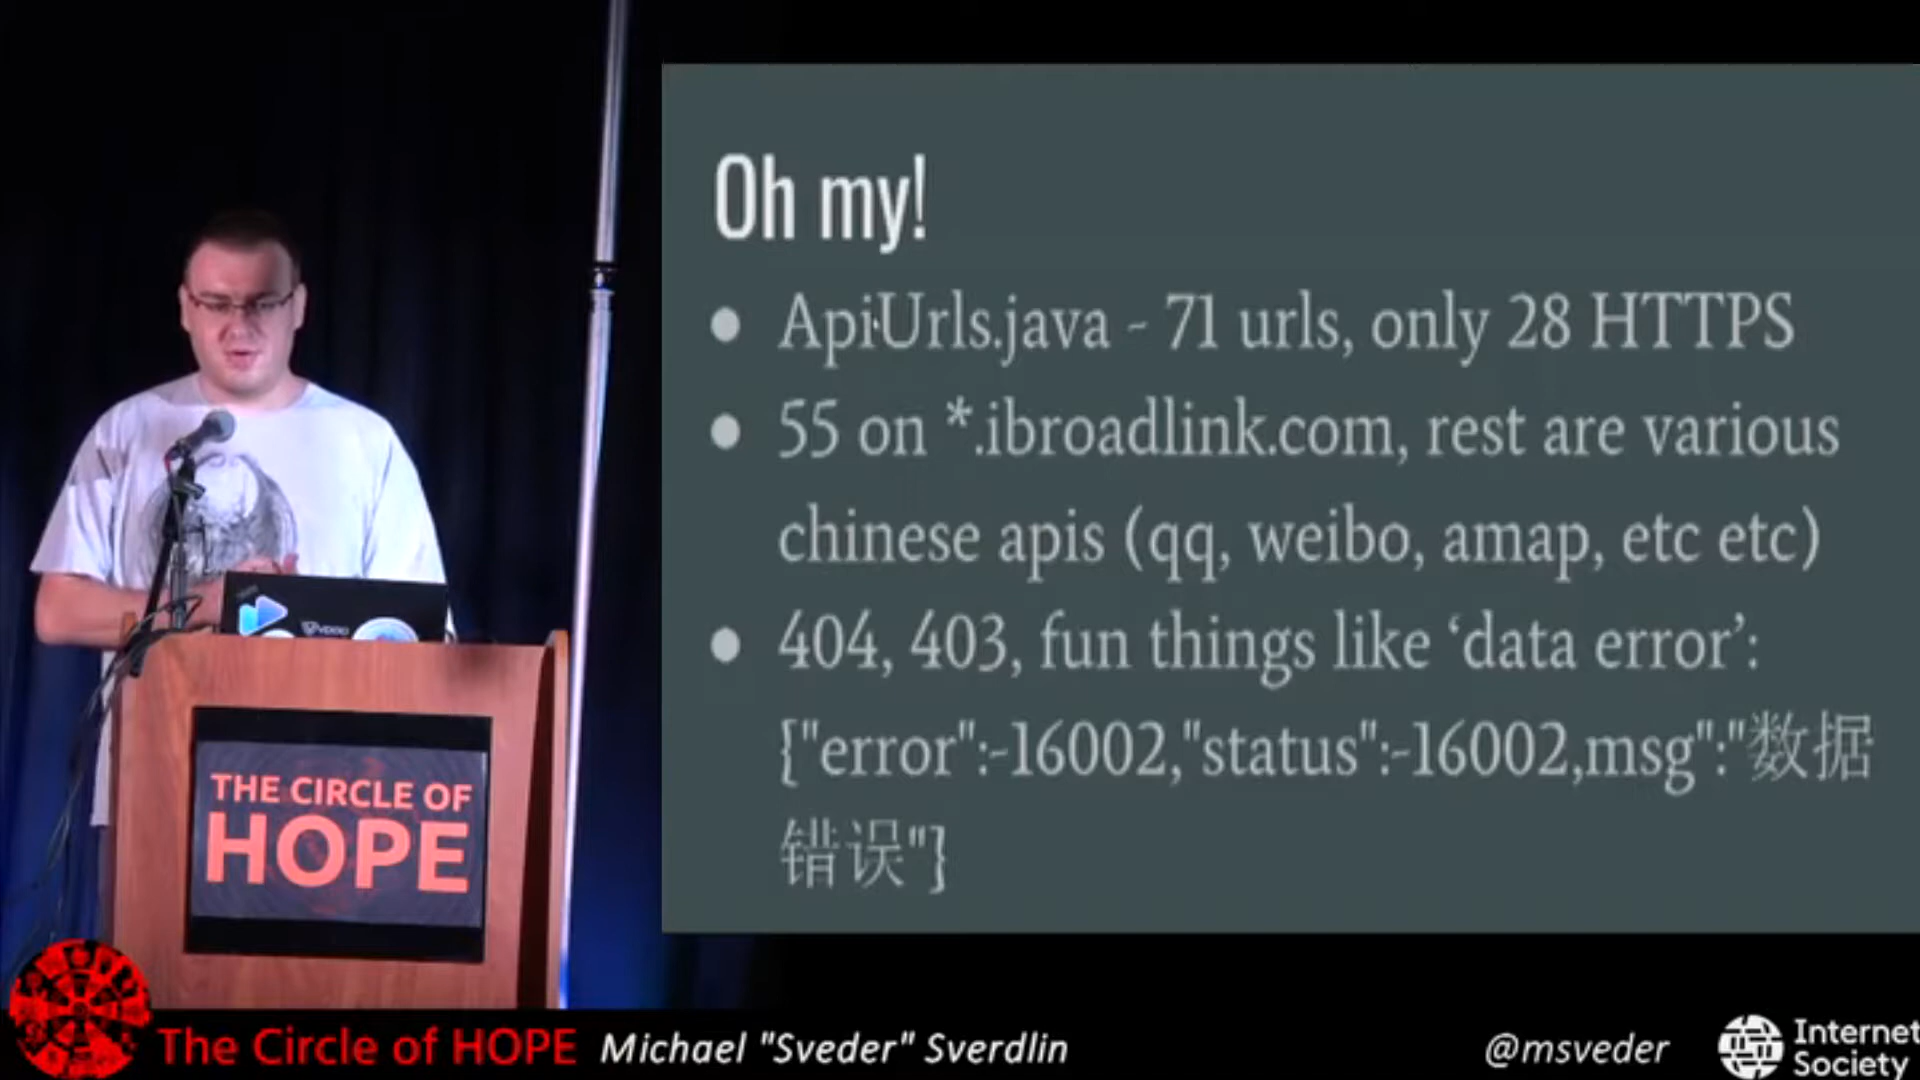 Oh my!
ApiUrls.java - 71 urls, only 28 HTTPS
55 on *.ibroadlink.com, rest are various
chinese apis (qq, weibo, amap, etc etc)
404, 403, fun things like ‘data error’:
{"error":-16002,"status":-16002,msg":"数据
错误"}
THE CIRCLE OF
HOPE
The Circle of HOPE Michael "Sveder" Sverdlin @msveder Internet
Society